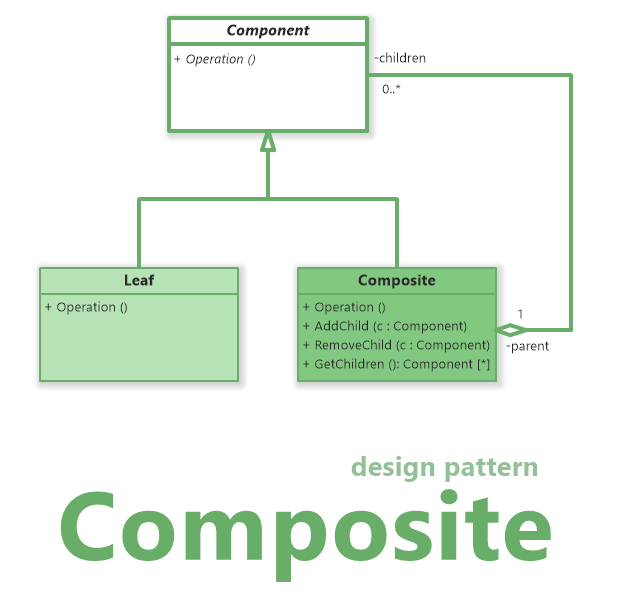 Component
+ Operation ()
-children
0..*
Leaf
+ Operation ()
Composite
+ Operation ()
+ AddChild (c : Component)
+ RemoveChild (c : Component)
+ GetChildren (): Component [*]
1
-parent
design pattern
Composite